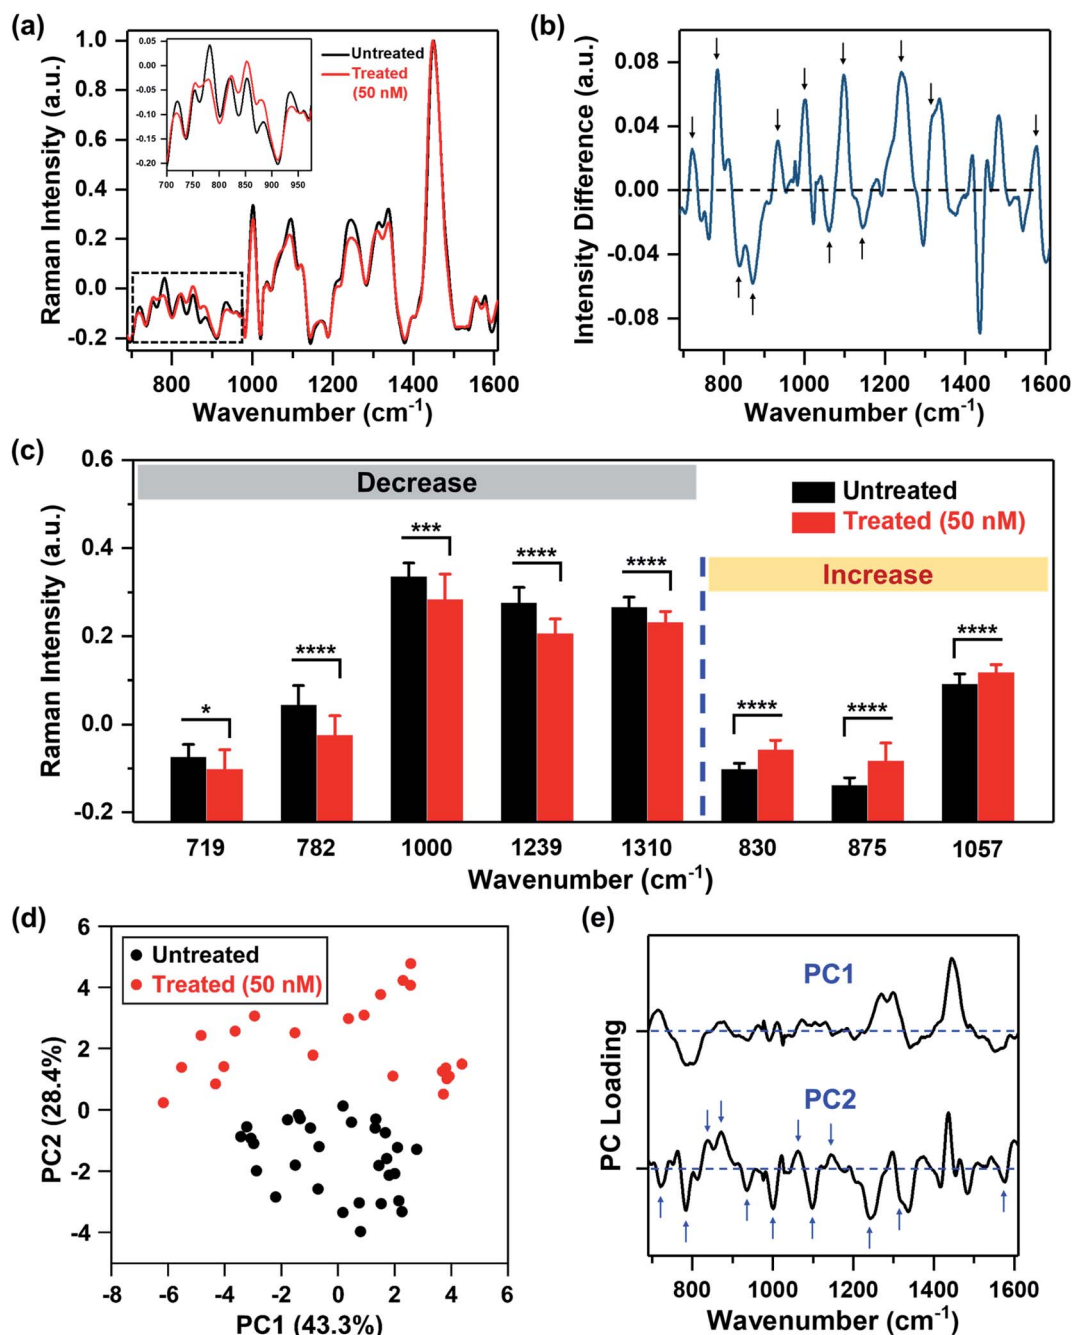 (a)
Raman Intensity (a.u.)
1.0
0.8
0.6
0.4
0.2
0.0
-0.2
0.05
0.00
-0.05
-0.10
-0.15
-0.20
700 750 800 850 900 950
Untreated
Treated
(50 nM)
800 1000 1200 1400 1600
Wavenumber (cm-1)
(b)
Intensity Difference (a.u.)
0.08
0.04
0.00
-0.04
-0.08
800 1000 1200 1400 1600
Wavenumber (cm-1)
(c)
Raman Intensity (a.u.)
0.6
0.4
0.2
0.0
-0.2
Decrease
Untreated
Treated (50 nM)
Increase
* **** *** **** **** **** **** ****
719 782 1000 1239 1310 830 875 1057
Wavenumber (cm-1)
(d)
PC2 (28.4%)
6
4
2
0
-2
-4
Untreated
Treated (50 nM)
-8 -6 -4 -2 0 2 4 6
PC1 (43.3%)
(e)
PC Loading
PC1
PC2
800 1000 1200 1400 1600
Wavenumber (cm-1)